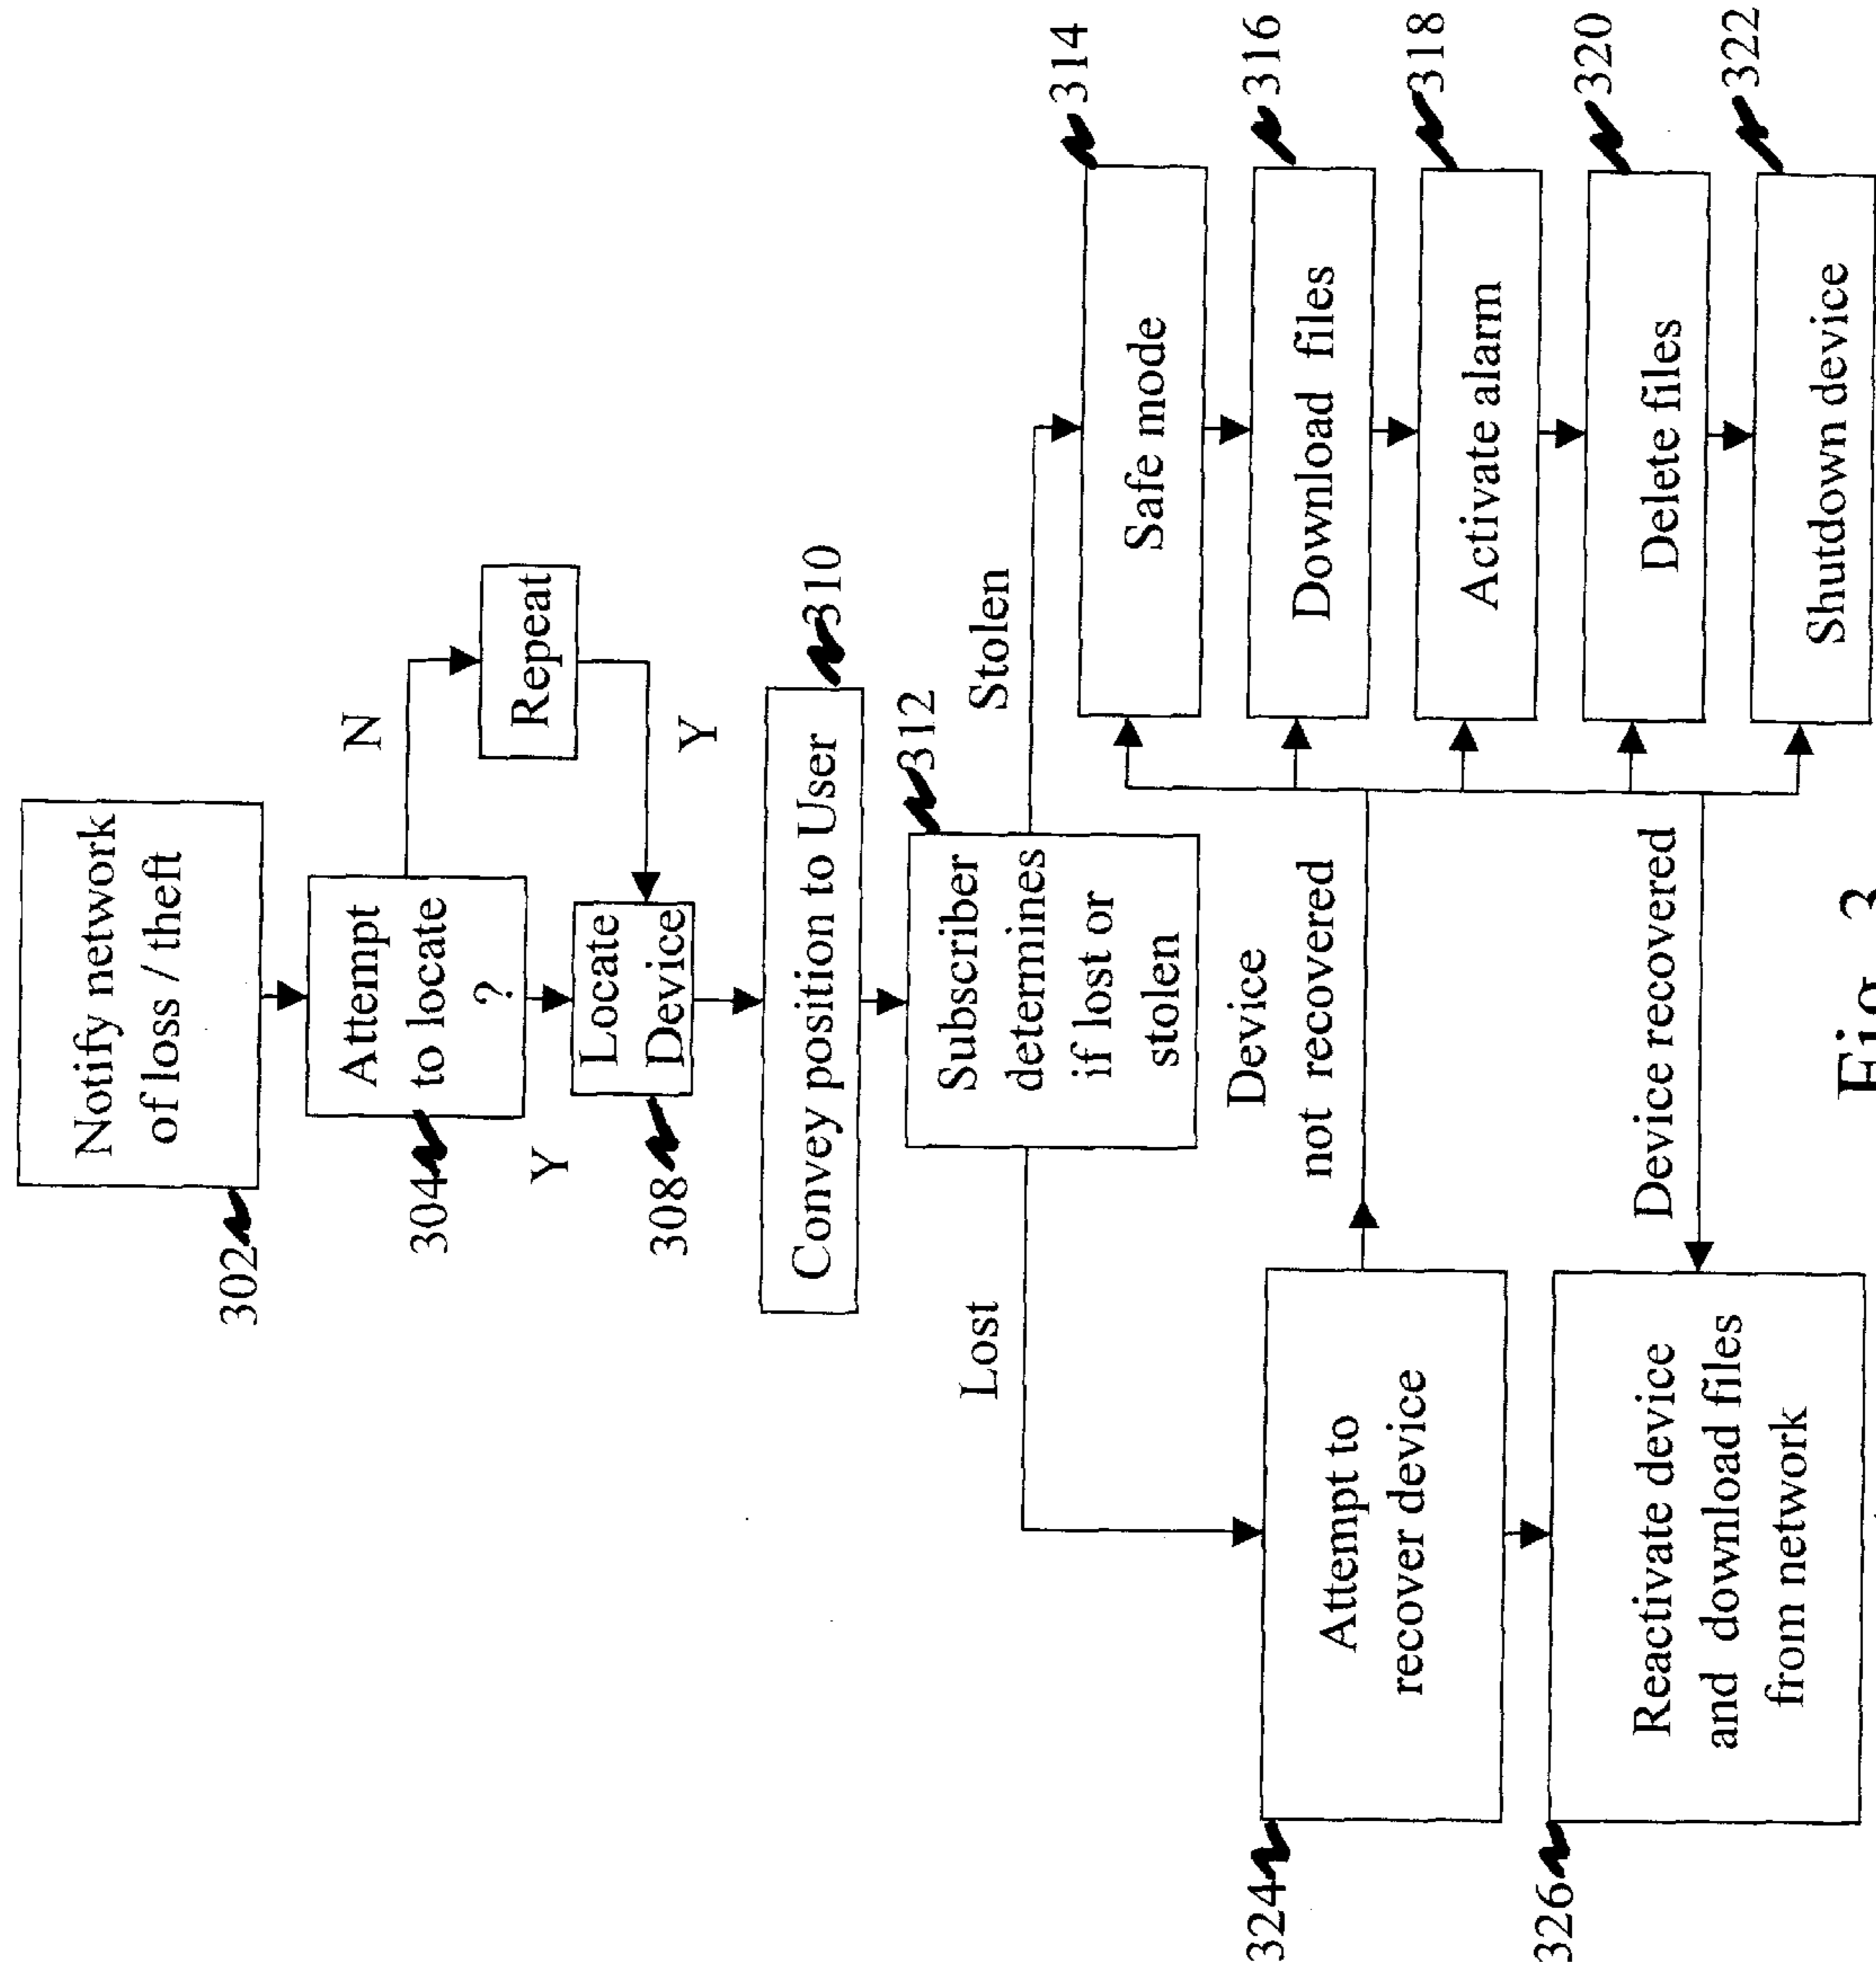 Notify network
of loss / theft
302
Attempt
to locate
?
304
N
Repeat
Y
Y
Locate
Device
308
Convey position to User
310
Subscriber
determines
if lost or
stolen
312
Lost
Stolen
Safe mode
314
Download files
316
Activate alarm
318
Delete files
320
Shutdown device
322
Device
not recovered
Attempt to
recover device
324
Device recovered
Reactivate device
and download files
from network
326
Fig. 3